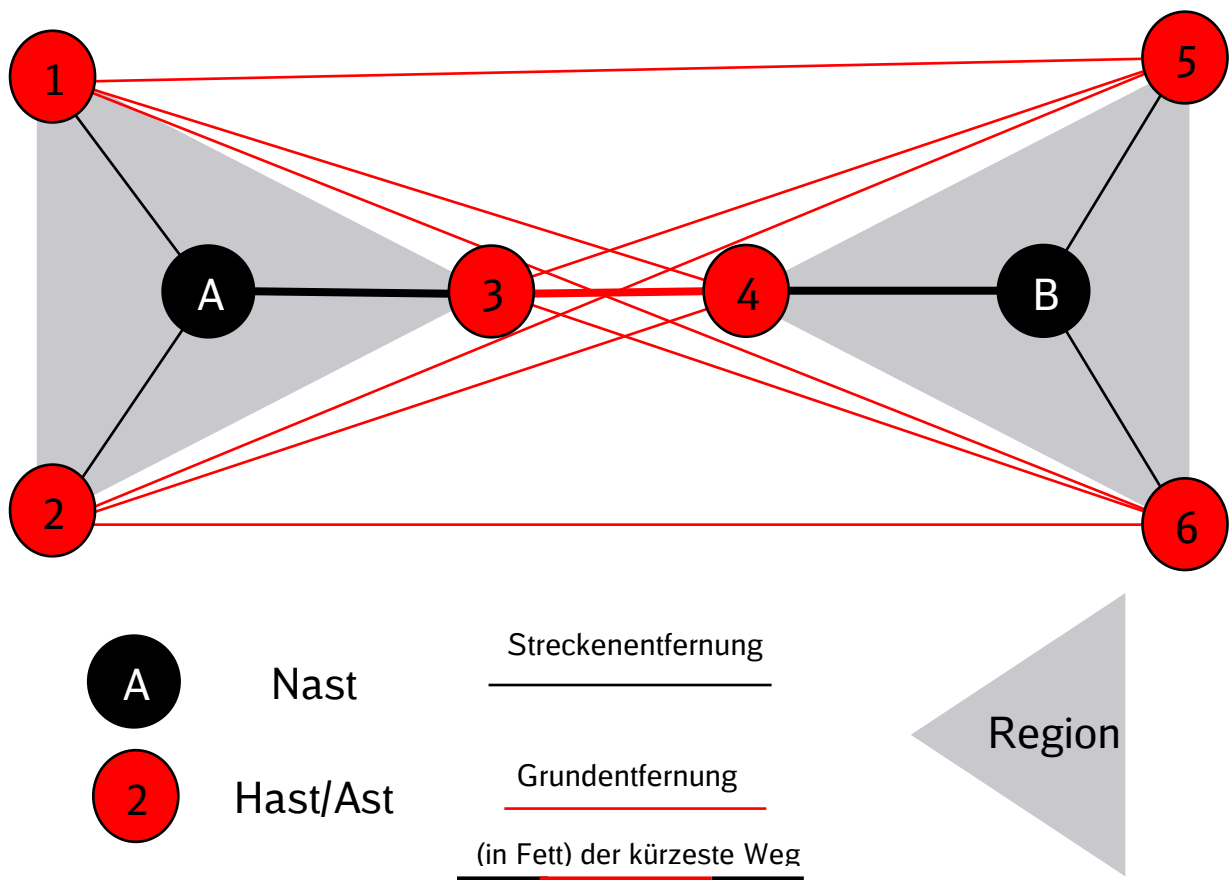 1
5
A
3
4
B
2
6
A
Nast
Streckenentfernung
Region
2
Hast/Ast
Grundentfernung
(in Fett) der kürzeste Weg